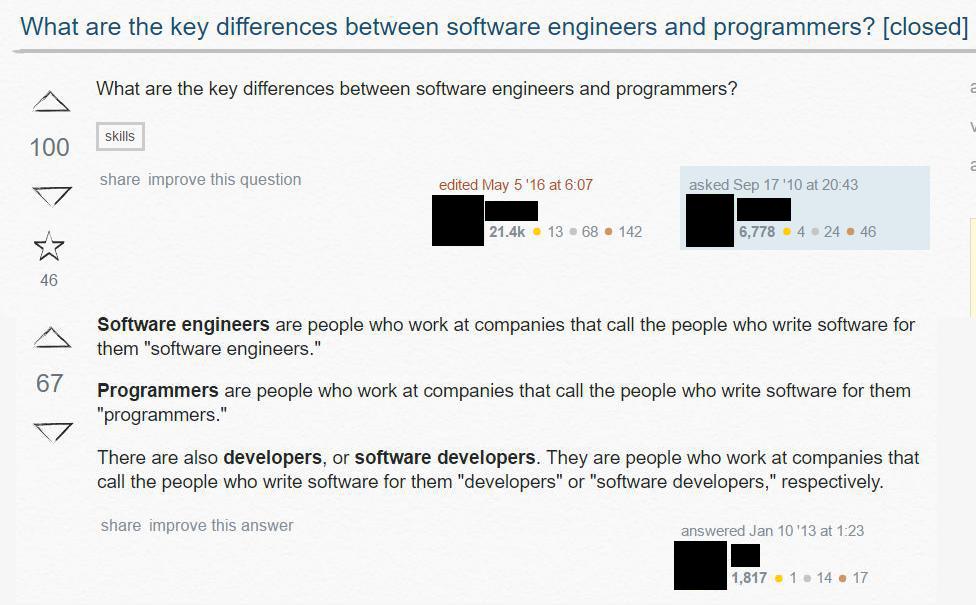 What are the key differences between software engineers and programmers? [closed]
What are the key differences between software engineers and programmers?
100
skills
share improve this question
edited May 5 '16 at 6:07
21.4k 13 68 142
asked Sep 17 '10 at 20:43
6,778 4 24 46
46
Software engineers are people who work at companies that call the people who write software for
them "software engineers."
67
Programmers are people who work at companies that call the people who write software for them
"programmers."
There are also developers, or software developers. They are people who work at companies that
call the people who write software for them "developers" or "software developers," respectively.
share improve this answer
answered Jan 10 '13 at 1:23
1,817 1 14 17